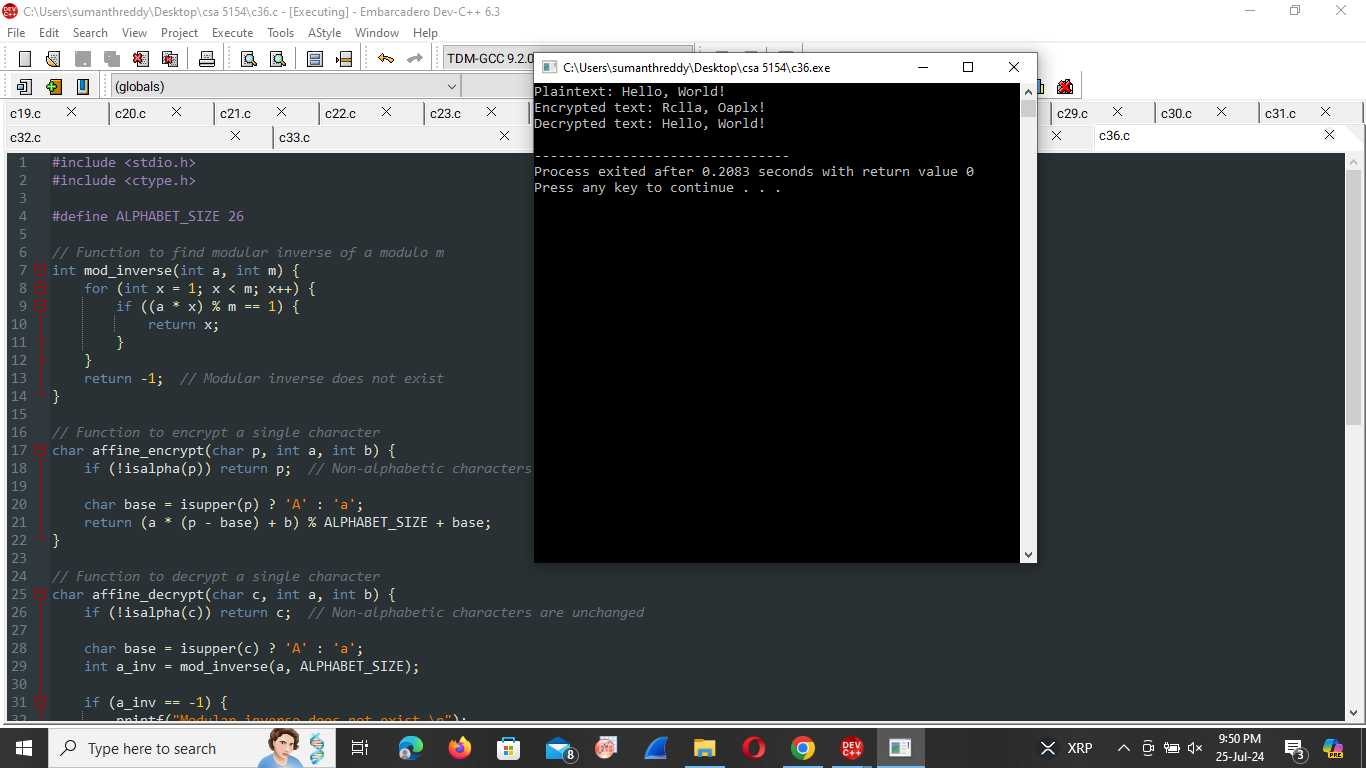 C:\Users\sumanthreddy\Desktop\csa 5154\c36.c - [Executing] - Embarcadero Dev-C++ 6.3
File Edit Search View Project Execute Tools AStyle Window Help
TDM-GCC 9.2.0
(globals)
c19.c c20.c c21.c c22.c c23.c c29.c c30.c c31.c
c32.c c33.c c36.c
C:\Users\sumanthreddy\Desktop\csa 5154\c36.exe
Plaintext: Hello, World!
Encrypted text: Rclla, Oaplx!
Decrypted text: Hello, World!
--------------------------------
Process exited after 0.2083 seconds with return value 0
Press any key to continue . . .
1 #include <stdio.h>
2 #include <ctype.h>
3
4 #define ALPHABET_SIZE 26
5
6 // Function to find modular inverse of a modulo m
7 int mod_inverse(int a, int m) {
8 for (int x = 1; x < m; x++) {
9 if ((a * x) % m == 1) {
10 return x;
11 }
12 }
13 return -1; // Modular inverse does not exist
14 }
15
16 // Function to encrypt a single character
17 char affine_encrypt(char p, int a, int b) {
18 if (!isalpha(p)) return p; // Non-alphabetic characters
19
20 char base = isupper(p) ? 'A' : 'a';
21 return (a * (p - base) + b) % ALPHABET_SIZE + base;
22 }
23
24 // Function to decrypt a single character
25 char affine_decrypt(char c, int a, int b) {
26 if (!isalpha(c)) return c; // Non-alphabetic characters are unchanged
27
28 char base = isupper(c) ? 'A' : 'a';
29 int a_inv = mod_inverse(a, ALPHABET_SIZE);
30
31 if (a_inv == -1) {
32 printf("Modular inverse does not exist.\n");
Type here to search
8
DEV C++
XRP
9:50 PM
25-Jul-24
3
PRE